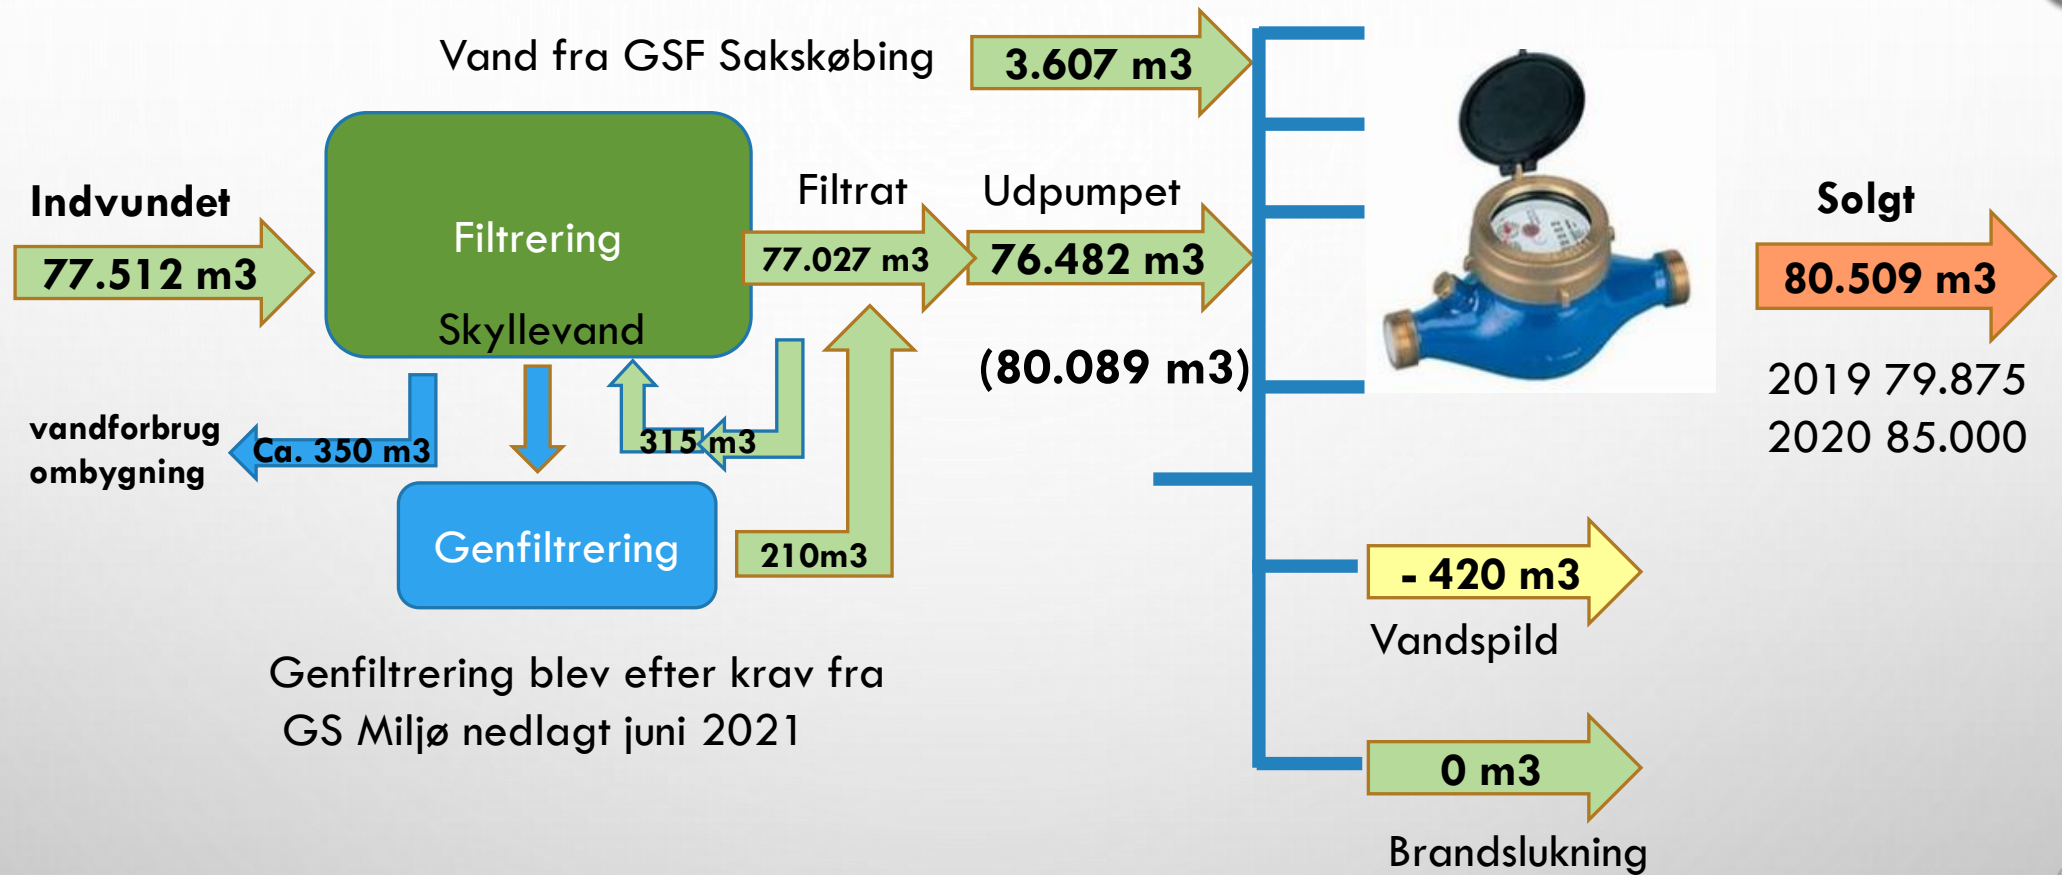 Vand fra GSF Sakskøbing
3.607 m3
Indvundet
77.512 m3
Filtrering
Skyllevand
Filtrat
77.027 m3
Udpumpet
76.482 m3
(80.089 m3)
Solgt
80.509 m3
2019 79.875
2020 85.000
vandforbrug
ombygning
Ca. 350 m3
315 m3
Genfiltrering
210m3
- 420 m3
Vandspild
Genfiltrering blev efter krav fra
GS Miljø nedlagt juni 2021
0 m3
Brandslukning